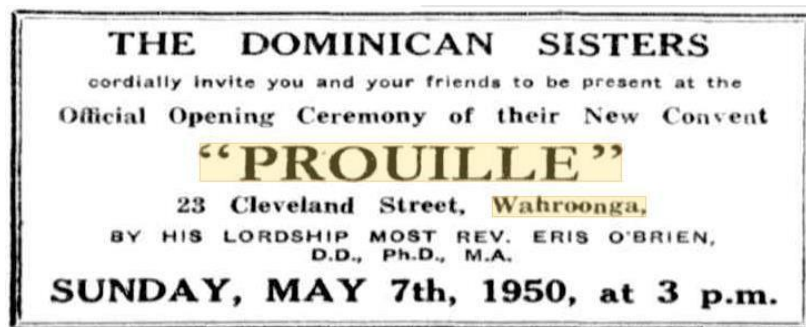 THE DOMINICAN SISTERS
cordially invite you and your friends to be present at the
Official Opening Ceremony of their New Convent
“PROUILLE”
23 Cleveland Street, Wahroonga,
BY HIS LORDSHIP MOST REV. ERIS O'BRIEN,
D.D., Ph.D., M.A.
SUNDAY, MAY 7th, 1950, at 3 p.m.